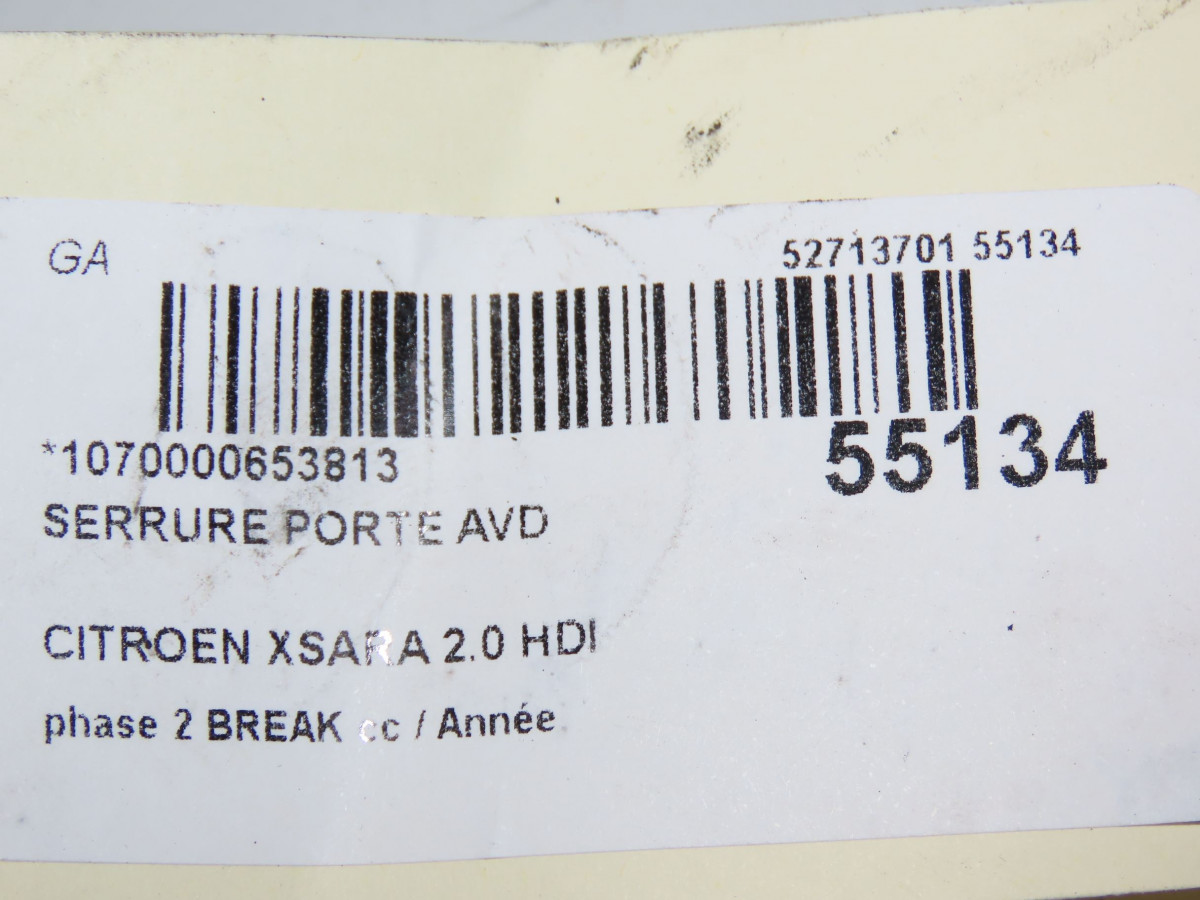 GA
52713701 55134
*1070000653813
55134
SERRURE PORTE AVD
CITROEN XSARA 2.0 HDI
phase 2 BREAK cc / Année